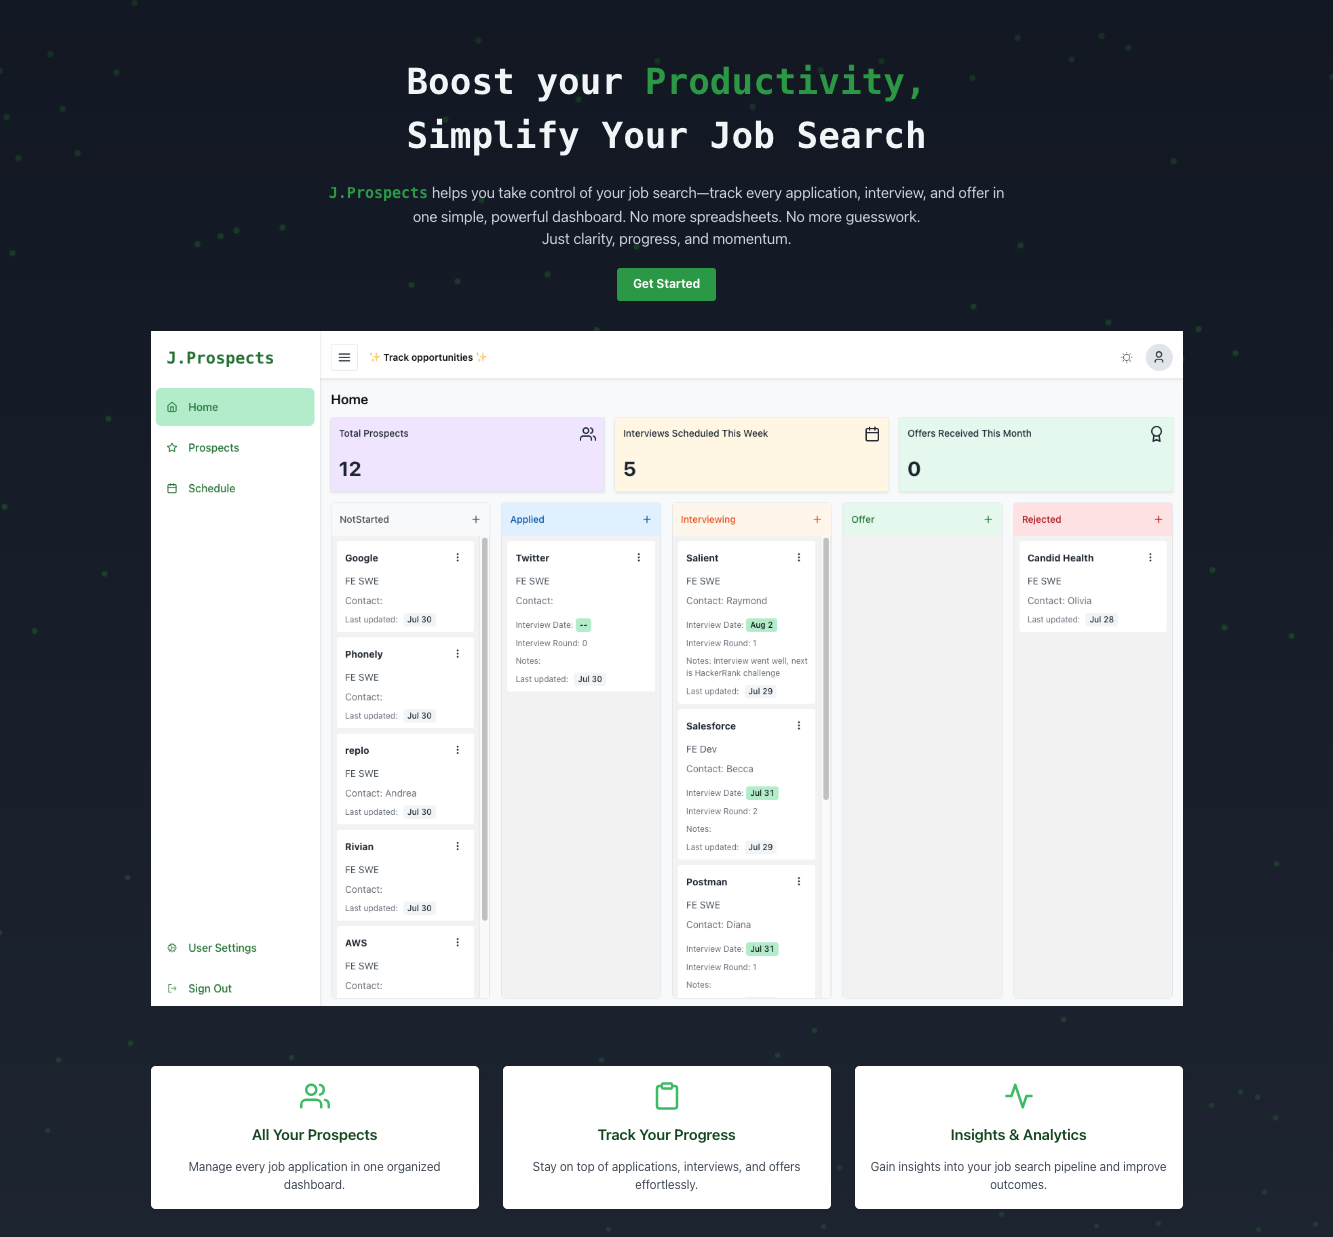 Boost your Productivity,
Simplify Your Job Search
J.Prospects helps you take control of your job search—track every application, interview, and offer in
one simple, powerful dashboard. No more spreadsheets. No more guesswork.
Just clarity, progress, and momentum.
Get Started
J.Prospects
✨ Track opportunities ✨
Home
Prospects
Schedule
User Settings
Sign Out
Home
Total Prospects
12
Interviews Scheduled This Week
5
Offers Received This Month
0
NotStarted +
Google
FE SWE
Contact:
Last updated: Jul 30
Phonely
FE SWE
Contact:
Last updated: Jul 30
replo
FE SWE
Contact: Andrea
Last updated: Jul 30
Rivian
FE SWE
Contact:
Last updated: Jul 30
AWS
FE SWE
Contact:
Applied +
Twitter
FE SWE
Contact:
Interview Date: --
Interview Round: 0
Notes:
Last updated: Jul 30
Interviewing +
Salient
FE SWE
Contact: Raymond
Interview Date: Aug 2
Interview Round: 1
Notes: Interview went well, next
is HackerRank challenge
Last updated: Jul 29
Salesforce
FE Dev
Contact: Becca
Interview Date: Jul 31
Interview Round: 2
Notes:
Last updated: Jul 29
Postman
FE SWE
Contact: Diana
Interview Date: Jul 31
Interview Round: 1
Notes:
Offer +
Rejected +
Candid Health
FE SWE
Contact: Olivia
Last updated: Jul 28
All Your Prospects
Manage every job application in one organized
dashboard.
Track Your Progress
Stay on top of applications, interviews, and offers
effortlessly.
Insights & Analytics
Gain insights into your job search pipeline and improve
outcomes.